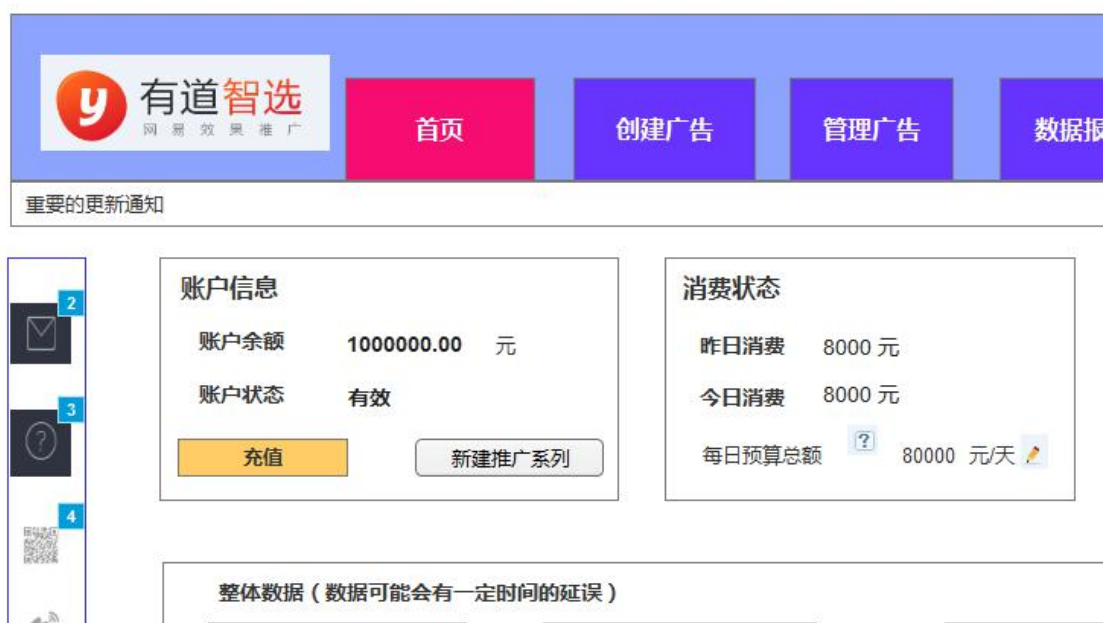 有道智选
网易效果推广
首页
创建广告
管理广告
数据报
重要的更新通知
2
3
4
账户信息
账户余额 1000000.00 元
账户状态 有效
充值 新建推广系列
消费状态
昨日消费 8000 元
今日消费 8000 元
每日预算总额 ? 80000 元/天
整体数据(数据可能会有一定时间的延误)